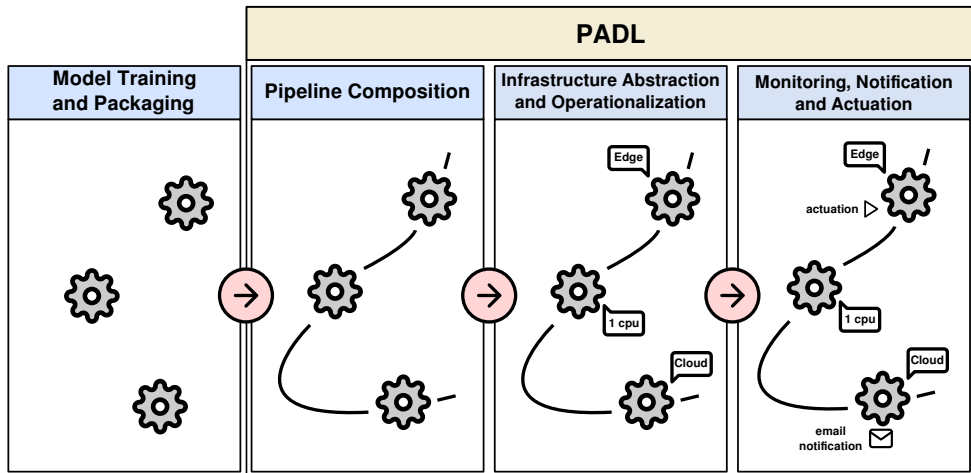 PADL
Model Training
and Packaging
Pipeline Composition
Infrastructure Abstraction
and Operationalization
Monitoring, Notification
and Actuation
Edge
1 cpu
Cloud
Edge
actuation
1 cpu
Cloud
email
notification